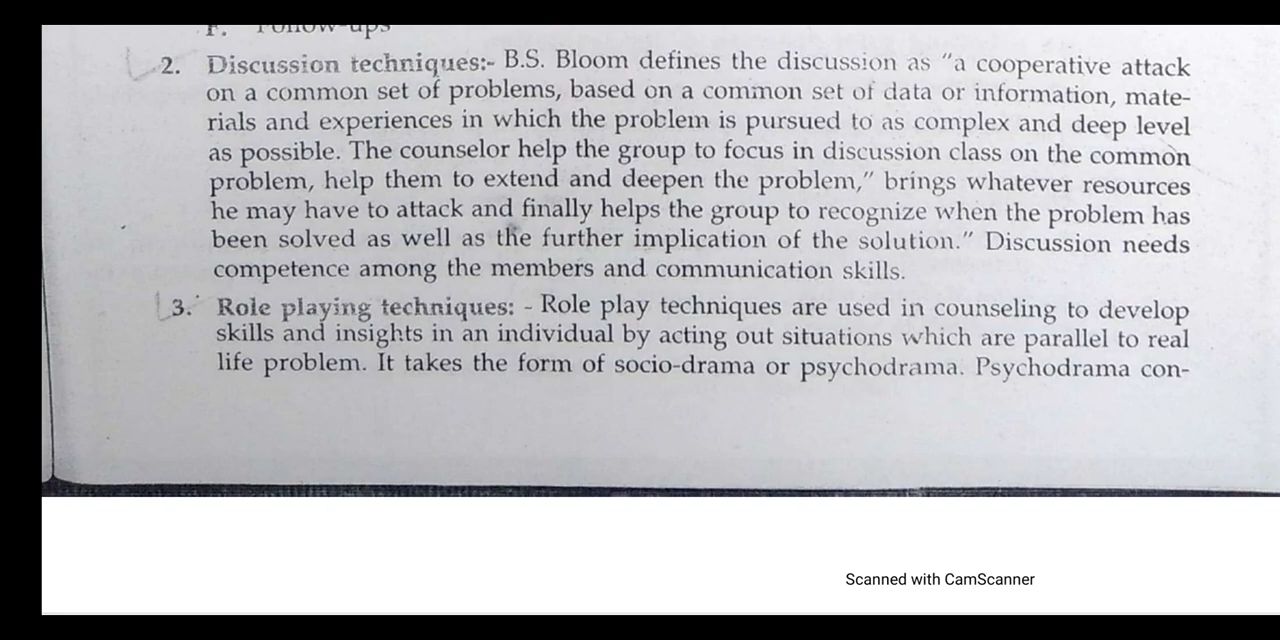 F. Follow-ups
2. Discussion techniques:- B.S. Bloom defines the discussion as "a cooperative attack
on a common set of problems, based on a common set of data or information, mate-
rials and experiences in which the problem is pursued to as complex and deep level
as possible. The counselor help the group to focus in discussion class on the common
problem, help them to extend and deepen the problem," brings whatever resources
he may have to attack and finally helps the group to recognize when the problem has
been solved as well as the further implication of the solution." Discussion needs
competence among the members and communication skills.
3. Role playing techniques: - Role play techniques are used in counseling to develop
skills and insights in an individual by acting out situations which are parallel to real
life problem. It takes the form of socio-drama or psychodrama. Psychodrama con-
Scanned with CamScanner